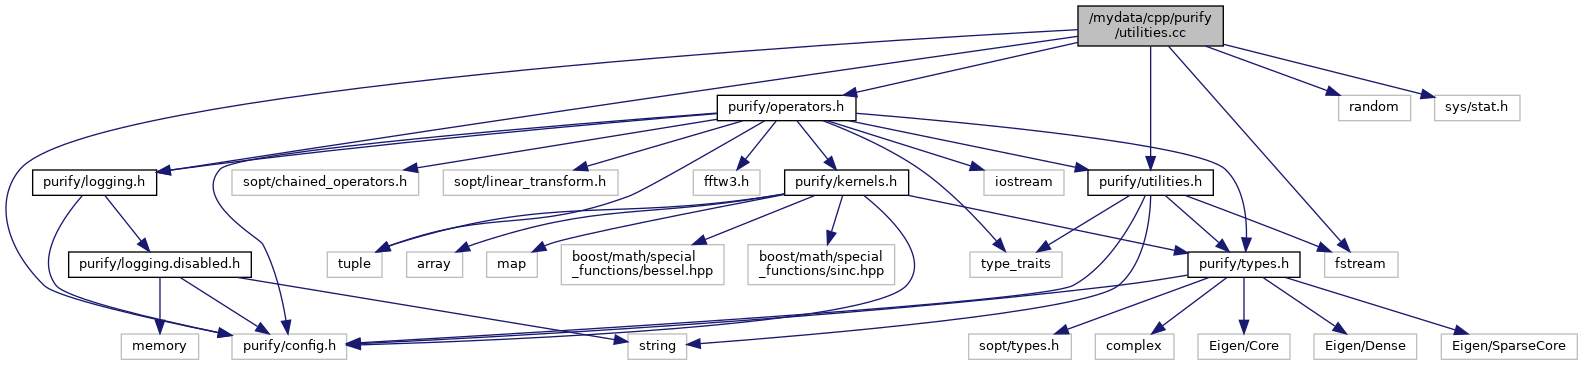 /mydata/cpp/purify
/utilities.cc
purify/operators.h
random
sys/stat.h
purify/logging.h
sopt/chained_operators.h
sopt/linear_transform.h
fftw3.h
purify/kernels.h
iostream
purify/utilities.h
purify/logging.disabled.h
tuple
array
map
boost/math/special
_functions/bessel.hpp
boost/math/special
_functions/sinc.hpp
type_traits
purify/types.h
fstream
memory
purify/config.h
string
sopt/types.h
complex
Eigen/Core
Eigen/Dense
Eigen/SparseCore